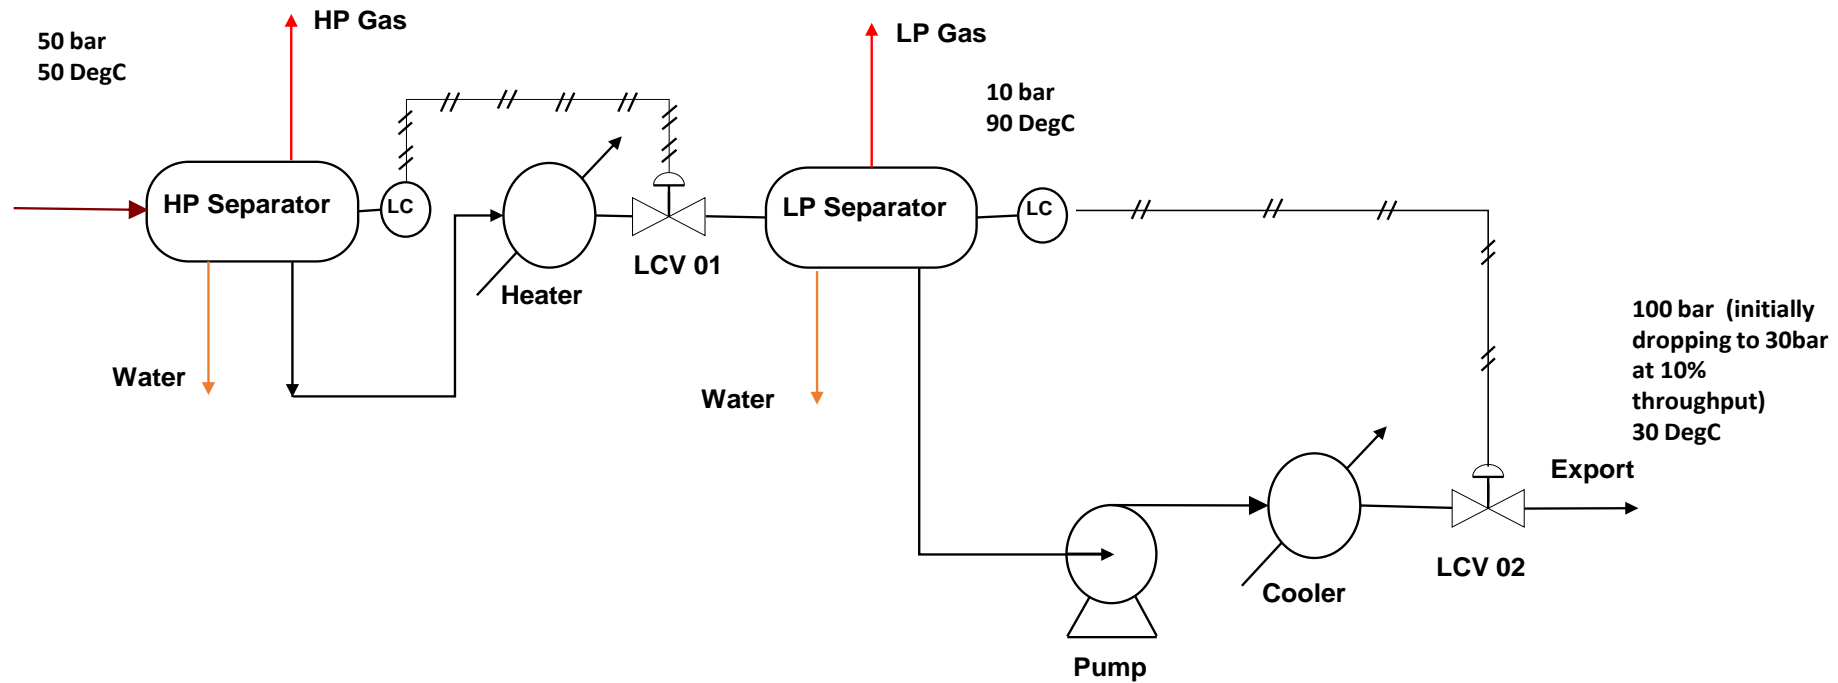 50 bar
50 DegC
HP Gas
LP Gas
10 bar
90 DegC
HP Separator
LC
LP Separator
LC
LCV 01
Heater
Water
Water
100 bar (initially
dropping to 30bar
at 10%
throughput)
30 DegC
Export
LCV 02
Cooler
Pump